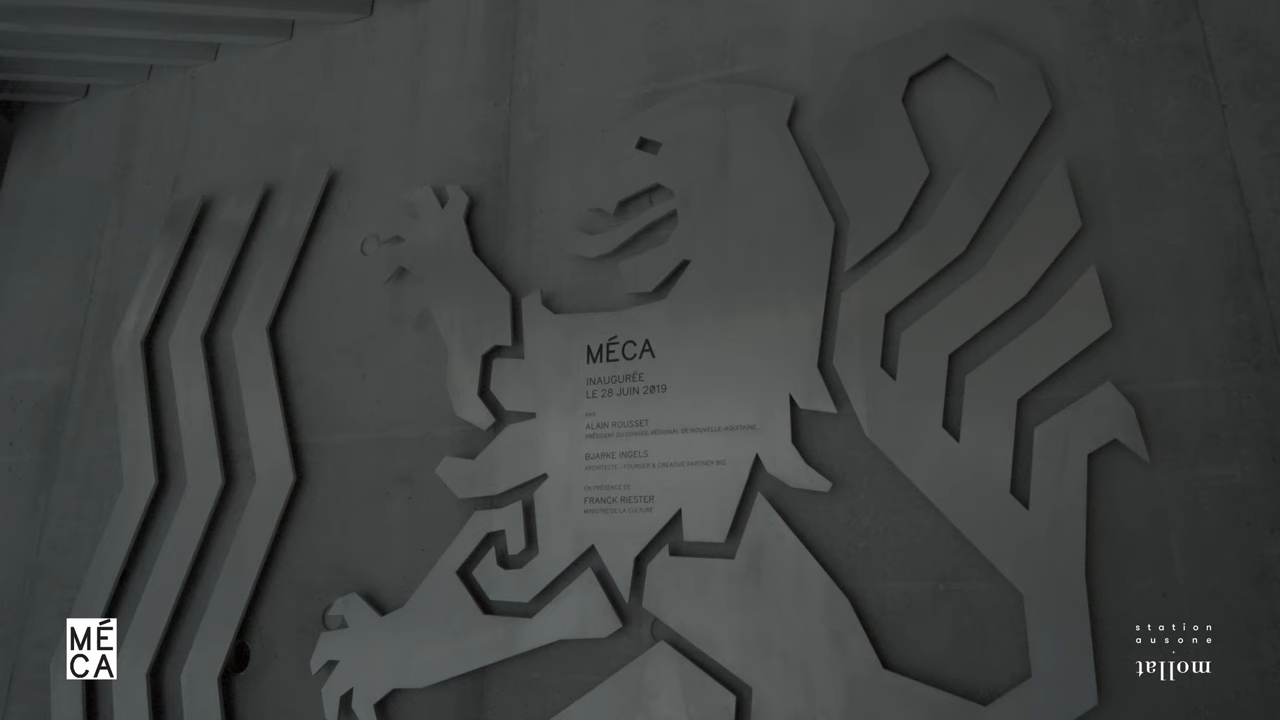 MÉCA
INAUGURÉE
LE 28 JUIN 2019
PAR
ALAIN ROUSSET
PRÉSIDENT DU CONSEIL RÉGIONAL DE NOUVELLE-AQUITAINE
BJARKE INGELS
ARCHITECTE - FOUNDER & CREATIVE PARTNER BIG
EN PRÉSENCE DE
FRANCK RIESTER
MINISTRE DE LA CULTURE
MÉ
CA
station
ausone
mollat